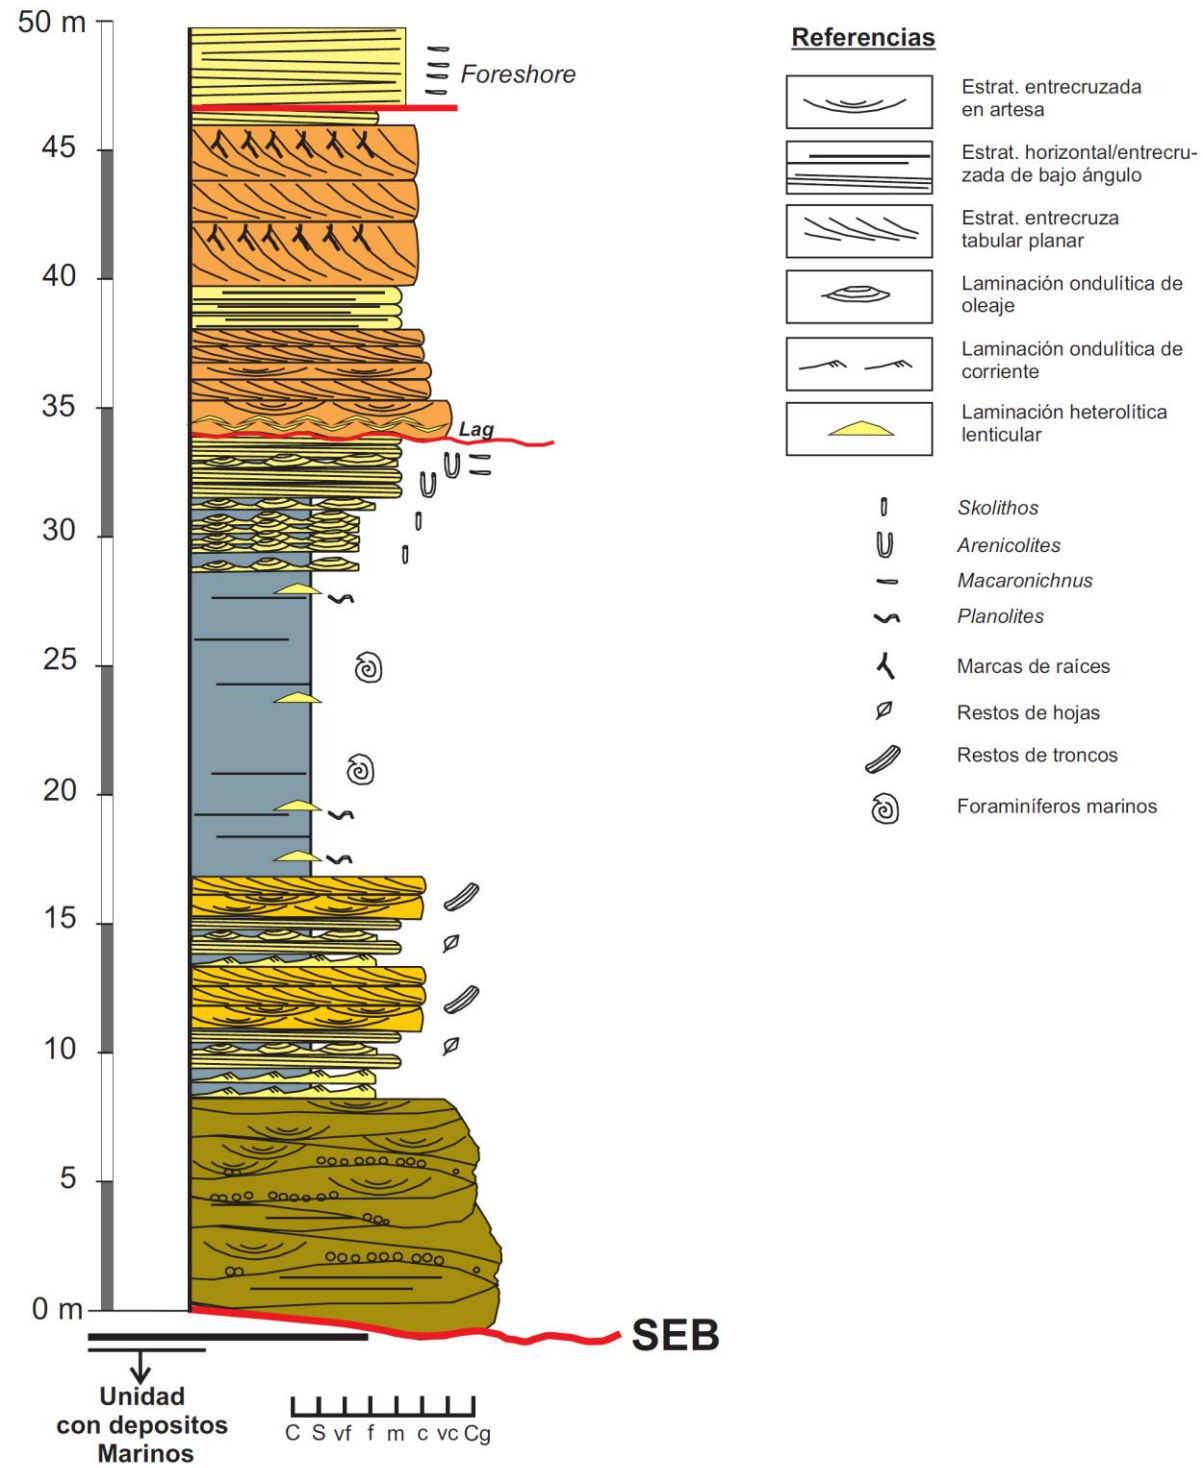 50 m
45
40
35
30
25
20
15
10
5
0 m
Foreshore
Lag
SEB
Unidad
con depositos
Marinos
C S vf f m c vc Cg
Referencias
Estrat. entrecruzada
en artesa
Estrat. horizontal/entrecru-
zada de bajo ángulo
Estrat. entrecruza
tabular planar
Laminación ondulítica de
oleaje
Laminación ondulítica de
corriente
Laminación heterolítica
lenticular
Skolithos
Arenicolites
Macaronichnus
Planolites
Marcas de raíces
Restos de hojas
Restos de troncos
Foraminíferos marinos